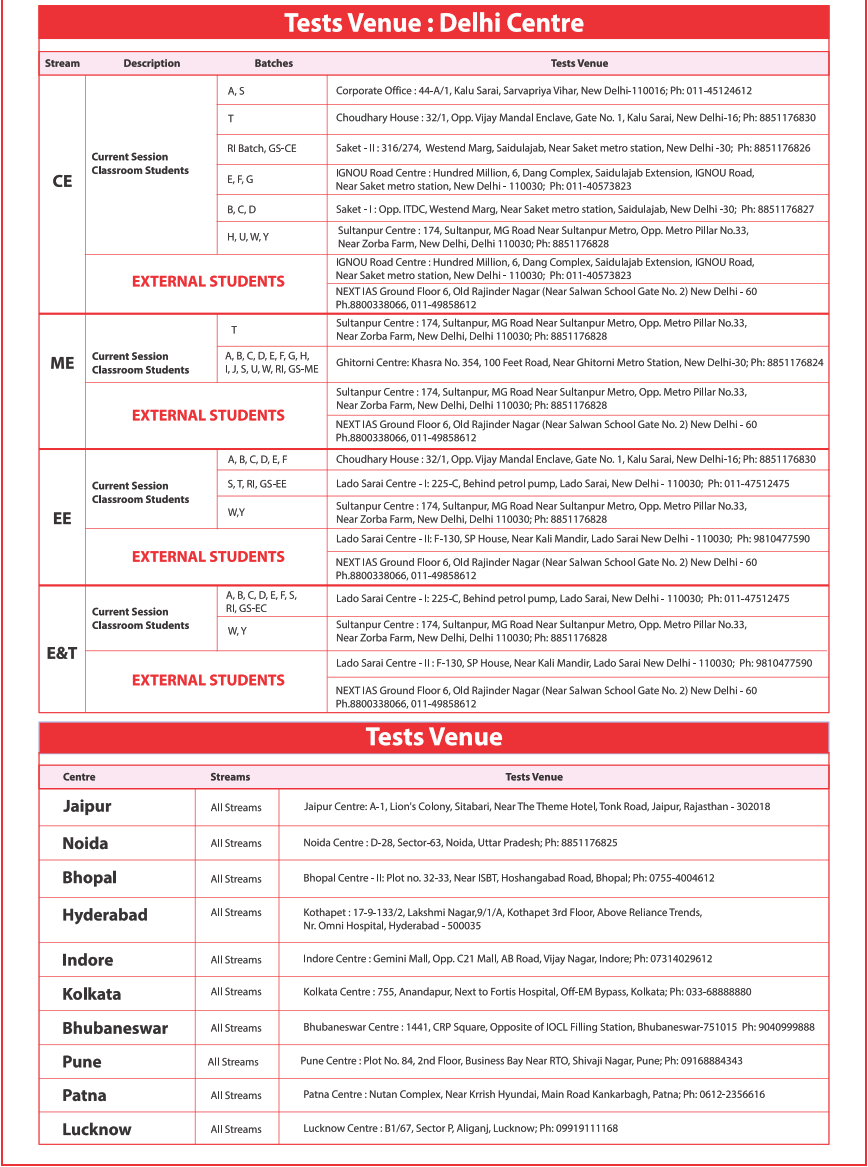 Tests Venue : Delhi Centre
Stream Description Batches Tests Venue
CE
Current Session
Classroom Students
A, S
Corporate Office : 44-A/1, Kalu Sarai, Sarvapriya Vihar, New Delhi-110016; Ph: 011-45124612
T
Choudhary House : 32/1, Opp. Vijay Mandal Enclave, Gate No. 1, Kalu Sarai, New Delhi-16; Ph: 8851176830
RI Batch, GS-CE
Saket - II : 316/274, Westend Marg, Saidulajab, Near Saket metro station, New Delhi -30; Ph: 8851176826
E, F, G
IGNOU Road Centre : Hundred Million, 6, Dang Complex, Saidulajab Extension, IGNOU Road,
Near Saket metro station, New Delhi - 110030; Ph: 011-40573823
B, C, D
Saket - I : Opp. ITDC, Westend Marg, Near Saket metro station, Saidulajab, New Delhi -30; Ph: 8851176827
H, U, W, Y
Sultanpur Centre : 174, Sultanpur, MG Road Near Sultanpur Metro, Opp. Metro Pillar No.33,
Near Zorba Farm, New Delhi, Delhi 110030; Ph: 8851176828
EXTERNAL STUDENTS
IGNOU Road Centre : Hundred Million, 6, Dang Complex, Saidulajab Extension, IGNOU Road,
Near Saket metro station, New Delhi - 110030; Ph: 011-40573823
NEXT IAS Ground Floor 6, Old Rajinder Nagar (Near Salwan School Gate No. 2) New Delhi - 60
Ph.8800338066, 011-49858612
ME
Current Session
Classroom Students
T
Sultanpur Centre : 174, Sultanpur, MG Road Near Sultanpur Metro, Opp. Metro Pillar No.33,
Near Zorba Farm, New Delhi, Delhi 110030; Ph: 8851176828
A, B, C, D, E, F, G, H,
I, J, S, U, W, RI, GS-ME
Ghitorni Centre: Khasra No. 354, 100 Feet Road, Near Ghitorni Metro Station, New Delhi-30; Ph: 8851176824
EXTERNAL STUDENTS
Sultanpur Centre : 174, Sultanpur, MG Road Near Sultanpur Metro, Opp. Metro Pillar No.33,
Near Zorba Farm, New Delhi, Delhi 110030; Ph: 8851176828
NEXT IAS Ground Floor 6, Old Rajinder Nagar (Near Salwan School Gate No. 2) New Delhi - 60
Ph.8800338066, 011-49858612
EE
Current Session
Classroom Students
A, B, C, D, E, F
Choudhary House : 32/1, Opp. Vijay Mandal Enclave, Gate No. 1, Kalu Sarai, New Delhi-16; Ph: 8851176830
S, T, RI, GS-EE
Lado Sarai Centre - I: 225-C, Behind petrol pump, Lado Sarai, New Delhi - 110030; Ph: 011-47512475
W,Y
Sultanpur Centre : 174, Sultanpur, MG Road Near Sultanpur Metro, Opp. Metro Pillar No.33,
Near Zorba Farm, New Delhi, Delhi 110030; Ph: 8851176828
EXTERNAL STUDENTS
Lado Sarai Centre - II: F-130, SP House, Near Kali Mandir, Lado Sarai New Delhi - 110030; Ph: 9810477590
NEXT IAS Ground Floor 6, Old Rajinder Nagar (Near Salwan School Gate No. 2) New Delhi - 60
Ph.8800338066, 011-49858612
E&T
Current Session
Classroom Students
A, B, C, D, E, F, S,
RI, GS-EC
Lado Sarai Centre - I: 225-C, Behind petrol pump, Lado Sarai, New Delhi - 110030; Ph: 011-47512475
W, Y
Sultanpur Centre : 174, Sultanpur, MG Road Near Sultanpur Metro, Opp. Metro Pillar No.33,
Near Zorba Farm, New Delhi, Delhi 110030; Ph: 8851176828
EXTERNAL STUDENTS
Lado Sarai Centre - II : F-130, SP House, Near Kali Mandir, Lado Sarai New Delhi - 110030; Ph: 9810477590
NEXT IAS Ground Floor 6, Old Rajinder Nagar (Near Salwan School Gate No. 2) New Delhi - 60
Ph.8800338066, 011-49858612
Tests Venue
Centre Streams Tests Venue
Jaipur All Streams Jaipur Centre: A-1, Lion's Colony, Sitabari, Near The Theme Hotel, Tonk Road, Jaipur, Rajasthan - 302018
Noida All Streams Noida Centre : D-28, Sector-63, Noida, Uttar Pradesh; Ph: 8851176825
Bhopal All Streams Bhopal Centre - II: Plot no. 32-33, Near ISBT, Hoshangabad Road, Bhopal; Ph: 0755-4004612
Hyderabad All Streams Kothapet : 17-9-133/2, Lakshmi Nagar,9/1/A, Kothapet 3rd Floor, Above Reliance Trends,
Nr. Omni Hospital, Hyderabad - 500035
Indore All Streams Indore Centre : Gemini Mall, Opp. C21 Mall, AB Road, Vijay Nagar, Indore; Ph: 07314029612
Kolkata All Streams Kolkata Centre : 755, Anandapur, Next to Fortis Hospital, Off-EM Bypass, Kolkata; Ph: 033-68888880
Bhubaneswar All Streams Bhubaneswar Centre : 1441, CRP Square, Opposite of IOCL Filling Station, Bhubaneswar-751015 Ph: 9040999888
Pune All Streams Pune Centre : Plot No. 84, 2nd Floor, Business Bay Near RTO, Shivaji Nagar, Pune; Ph: 09168884343
Patna All Streams Patna Centre : Nutan Complex, Near Krrish Hyundai, Main Road Kankarbagh, Patna; Ph: 0612-2356616
Lucknow All Streams Lucknow Centre : B1/67, Sector P, Aliganj, Lucknow; Ph: 09919111168